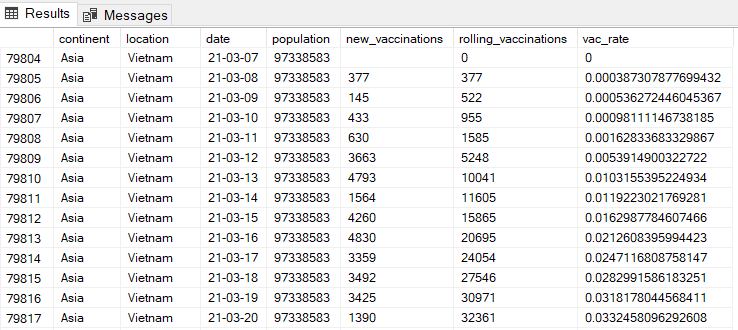 Results Messages
continent location date population new_vaccinations rolling_vaccinations vac_rate
79804 Asia Vietnam 21-03-07 97338583 0 0
79805 Asia Vietnam 21-03-08 97338583 377 377 0.000387307877699432
79806 Asia Vietnam 21-03-09 97338583 145 522 0.000536272446045367
79807 Asia Vietnam 21-03-10 97338583 433 955 0.00098111146738185
79808 Asia Vietnam 21-03-11 97338583 630 1585 0.00162833683329867
79809 Asia Vietnam 21-03-12 97338583 3663 5248 0.0053914900322722
79810 Asia Vietnam 21-03-13 97338583 4793 10041 0.0103155395224934
79811 Asia Vietnam 21-03-14 97338583 1564 11605 0.0119223021769281
79812 Asia Vietnam 21-03-15 97338583 4260 15865 0.0162987784607466
79813 Asia Vietnam 21-03-16 97338583 4830 20695 0.0212608395994423
79814 Asia Vietnam 21-03-17 97338583 3359 24054 0.0247116808758147
79815 Asia Vietnam 21-03-18 97338583 3492 27546 0.0282991586183251
79816 Asia Vietnam 21-03-19 97338583 3425 30971 0.0318178044568411
79817 Asia Vietnam 21-03-20 97338583 1390 32361 0.0332458096292608